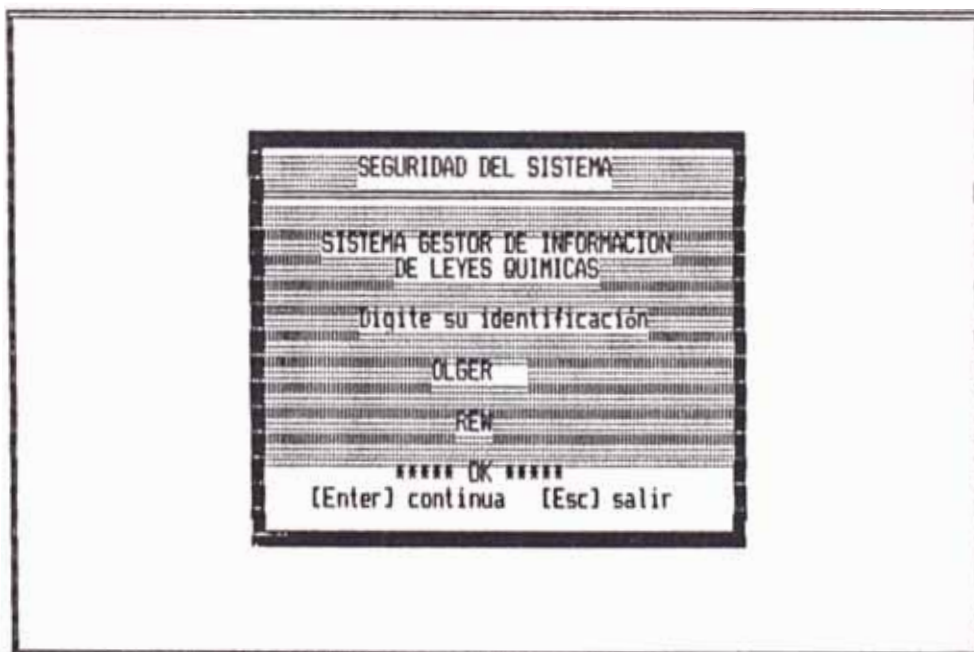 SEGURIDAD DEL SISTEMA
SISTEMA GESTOR DE INFORMACION
DE LEYES QUIMICAS
Digite su identificación
OLGER
REW
***** OK *****
[Enter] continua [Esc] salir